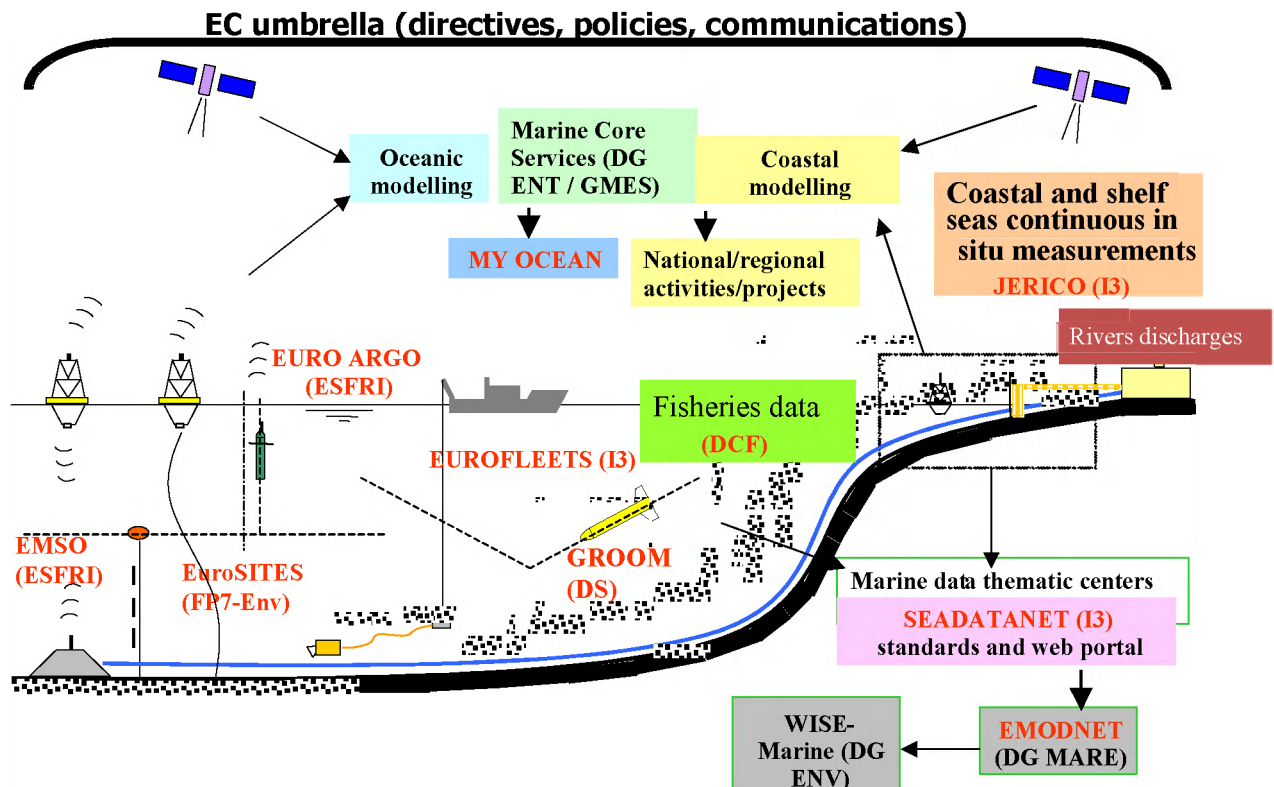 EC umbrella (directives, policies, communications)
Oceanic
modelling
Marine Core
Services (DG
ENT / GMES)
Coastal
modelling
MY OCEAN
National/regional
activities/projects
Coastal and shelf
seas continuous in
situ measurements
JERICO (I3)
Rivers discharges
EURO ARGO
(ESFRI)
Fisheries data
(DCF)
EUROFLEETS (I3)
EMSO
(ESFRI)
EuroSITES
(FP7-Env)
GROOM
(DS)
Marine data thematic centers
SEADATANET (I3)
standards and web portal
WISE-
Marine (DG
ENV)
EMODNET
(DG MARE)